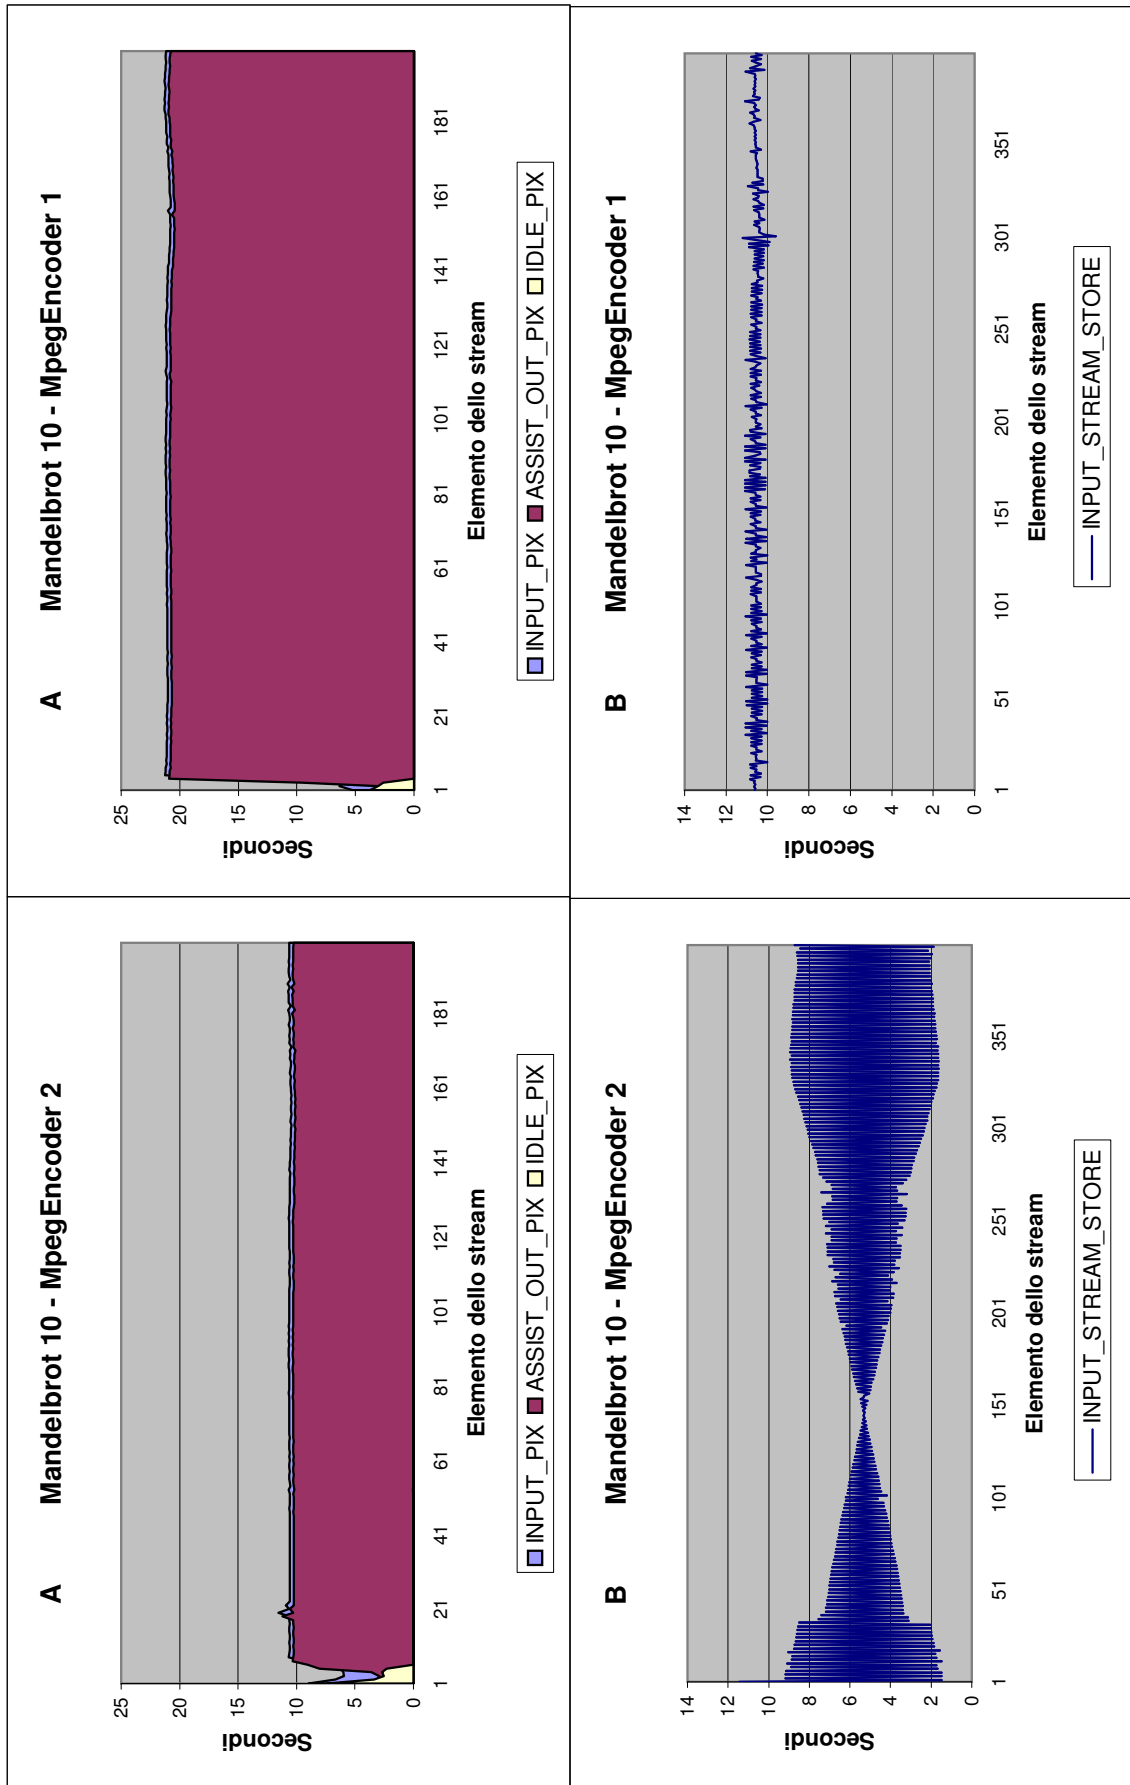 A Mandelbrot 10 - MpegEncoder 2
25
20
15
10
5
0
Secondi
1 21 41 61 81 101 121 141 161 181
Elemento dello stream
INPUT_PIX ASSIST_OUT_PIX IDLE_PIX
A Mandelbrot 10 - MpegEncoder 1
25
20
15
10
5
0
Secondi
1 21 41 61 81 101 121 141 161 181
Elemento dello stream
INPUT_PIX ASSIST_OUT_PIX IDLE_PIX
B Mandelbrot 10 - MpegEncoder 2
14
12
10
8
6
4
2
0
Secondi
1 51 101 151 201 251 301 351
Elemento dello stream
INPUT_STREAM_STORE
B Mandelbrot 10 - MpegEncoder 1
14
12
10
8
6
4
2
0
Secondi
1 51 101 151 201 251 301 351
Elemento dello stream
INPUT_STREAM_STORE